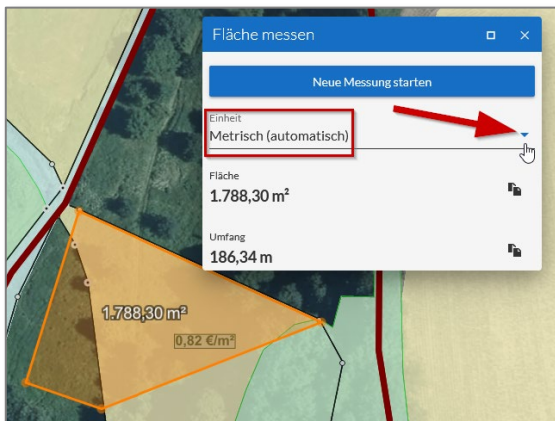 Fläche messen
Neue Messung starten
Einheit
Metrisch (automatisch)
Fläche
1.788,30 m²
Umfang
186,34 m
1.788,30 m²
0,82 €/m²